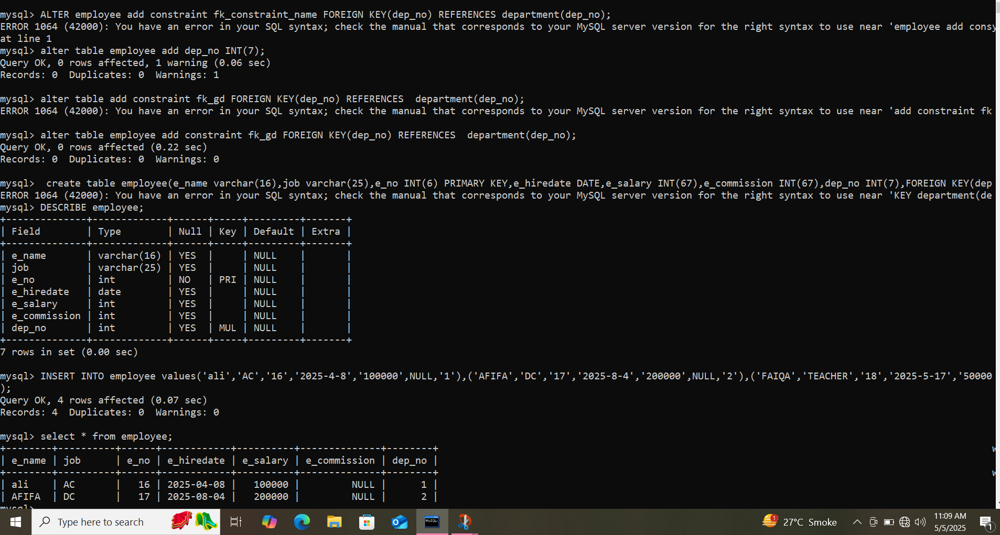 mysql> ALTER employee add constraint fk_constraint_name FOREIGN KEY(dep_no) REFERENCES department(dep_no);
ERROR 1064 (42000): You have an error in your SQL syntax; check the manual that corresponds to your MySQL server version for the right syntax to use near 'employee add consy
at line 1
mysql> alter table employee add dep_no INT(7);
Query OK, 0 rows affected, 1 warning (0.06 sec)
Records: 0  Duplicates: 0  Warnings: 1
mysql> alter table add constraint fk_gd FOREIGN KEY(dep_no) REFERENCES  department(dep_no);
ERROR 1064 (42000): You have an error in your SQL syntax; check the manual that corresponds to your MySQL server version for the right syntax to use near 'add constraint fk
mysql> alter table employee add constraint fk_gd FOREIGN KEY(dep_no) REFERENCES  department(dep_no);
Query OK, 0 rows affected (0.22 sec)
Records: 0  Duplicates: 0  Warnings: 0
mysql>  create table employee(e_name varchar(16),job varchar(25),e_no INT(6) PRIMARY KEY,e_hiredate DATE,e_salary INT(67),e_commission INT(67),dep_no INT(7),FOREIGN KEY(dep
ERROR 1064 (42000): You have an error in your SQL syntax; check the manual that corresponds to your MySQL server version for the right syntax to use near 'KEY department(de
mysql> DESCRIBE employee;
+--------------+-------------+------+-----+---------+-------+
| Field        | Type        | Null | Key | Default | Extra |
+--------------+-------------+------+-----+---------+-------+
| e_name       | varchar(16) | YES  |     | NULL    |       |
| job          | varchar(25) | YES  |     | NULL    |       |
| e_no         | int         | NO   | PRI | NULL    |       |
| e_hiredate   | date        | YES  |     | NULL    |       |
| e_salary     | int         | YES  |     | NULL    |       |
| e_commission | int         | YES  |     | NULL    |       |
| dep_no       | int         | YES  | MUL | NULL    |       |
+--------------+-------------+------+-----+---------+-------+
7 rows in set (0.00 sec)
mysql> INSERT INTO employee values('ali','AC','16','2025-4-8','100000',NULL,'1'),('AFIFA','DC','17','2025-8-4','200000',NULL,'2'),('FAIQA','TEACHER','18','2025-5-17','50000
);
Query OK, 4 rows affected (0.07 sec)
Records: 4  Duplicates: 0  Warnings: 0
mysql> select * from employee;
+--------+----------+------+------------+----------+--------------+--------+
| e_name | job      | e_no | e_hiredate | e_salary | e_commission | dep_no |
+--------+----------+------+------------+----------+--------------+--------+
| ali    | AC       |   16 | 2025-04-08 |   100000 |         NULL |      1 |
| AFIFA  | DC       |   17 | 2025-08-04 |   200000 |         NULL |      2 |
mysql>
Type here to search
MySQL
1
27°C Smoke
11:09 AM
5/5/2025
1